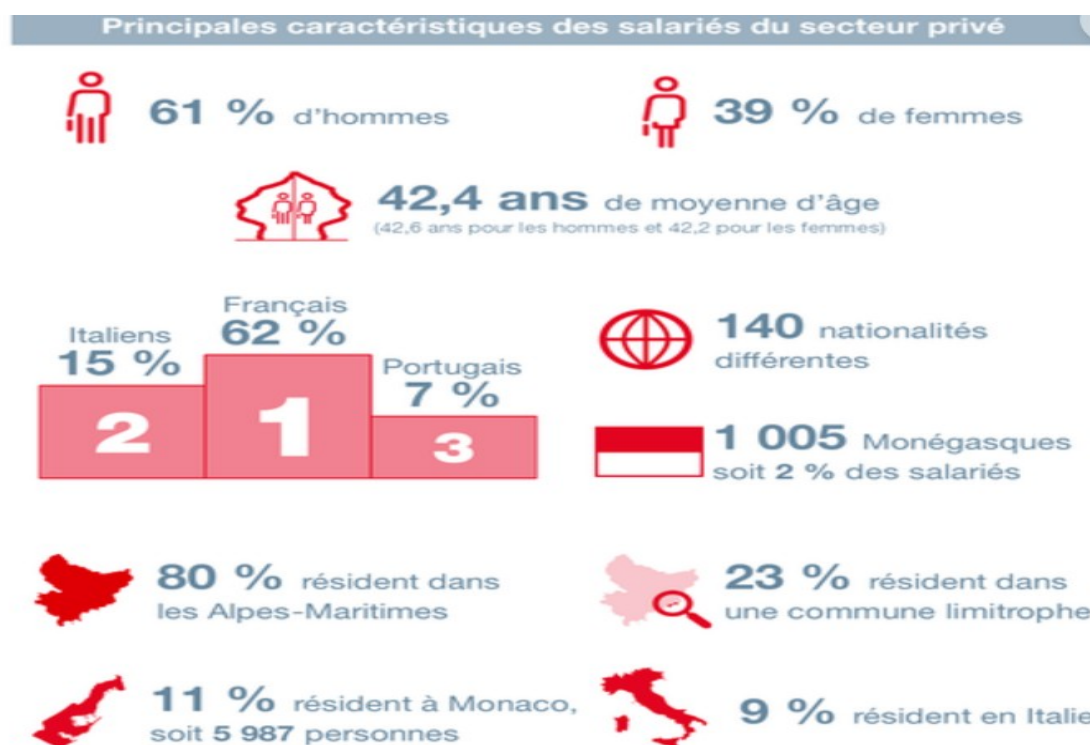 Principales caractéristiques des salariés du secteur privé
61 % d'hommes
39 % de femmes
42,4 ans de moyenne d'âge
(42,6 ans pour les hommes et 42,2 pour les femmes)
Français
62 %
Italiens
15 %
Portugais
7 %
2
1
3
140 nationalités
différentes
1 005 Monégasques
soit 2 % des salariés
80 % résident dans
les Alpes-Maritimes
23 % résident dans
une commune limitrophe
11 % résident à Monaco,
soit 5 987 personnes
9 % résident en Italie